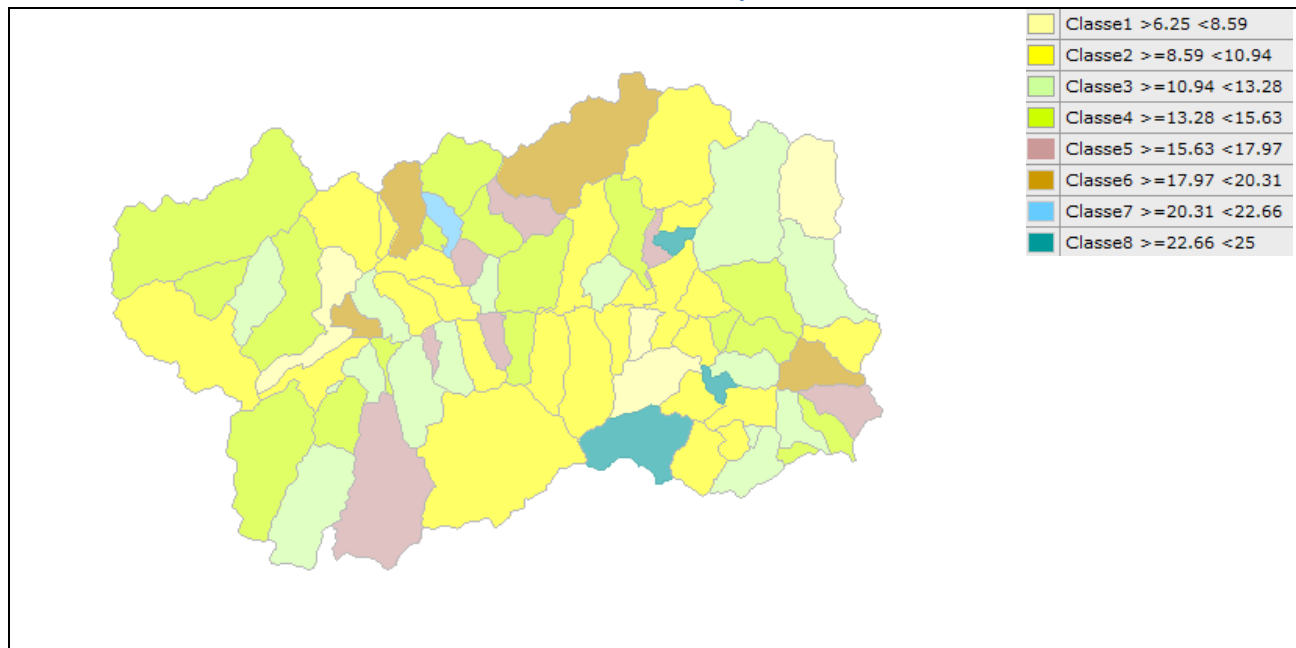 Classe1 >6.25 <8.59
Classe2 >=8.59 <10.94
Classe3 >=10.94 <13.28
Classe4 >=13.28 <15.63
Classe5 >=15.63 <17.97
Classe6 >=17.97 <20.31
Classe7 >=20.31 <22.66
Classe8 >=22.66 <25